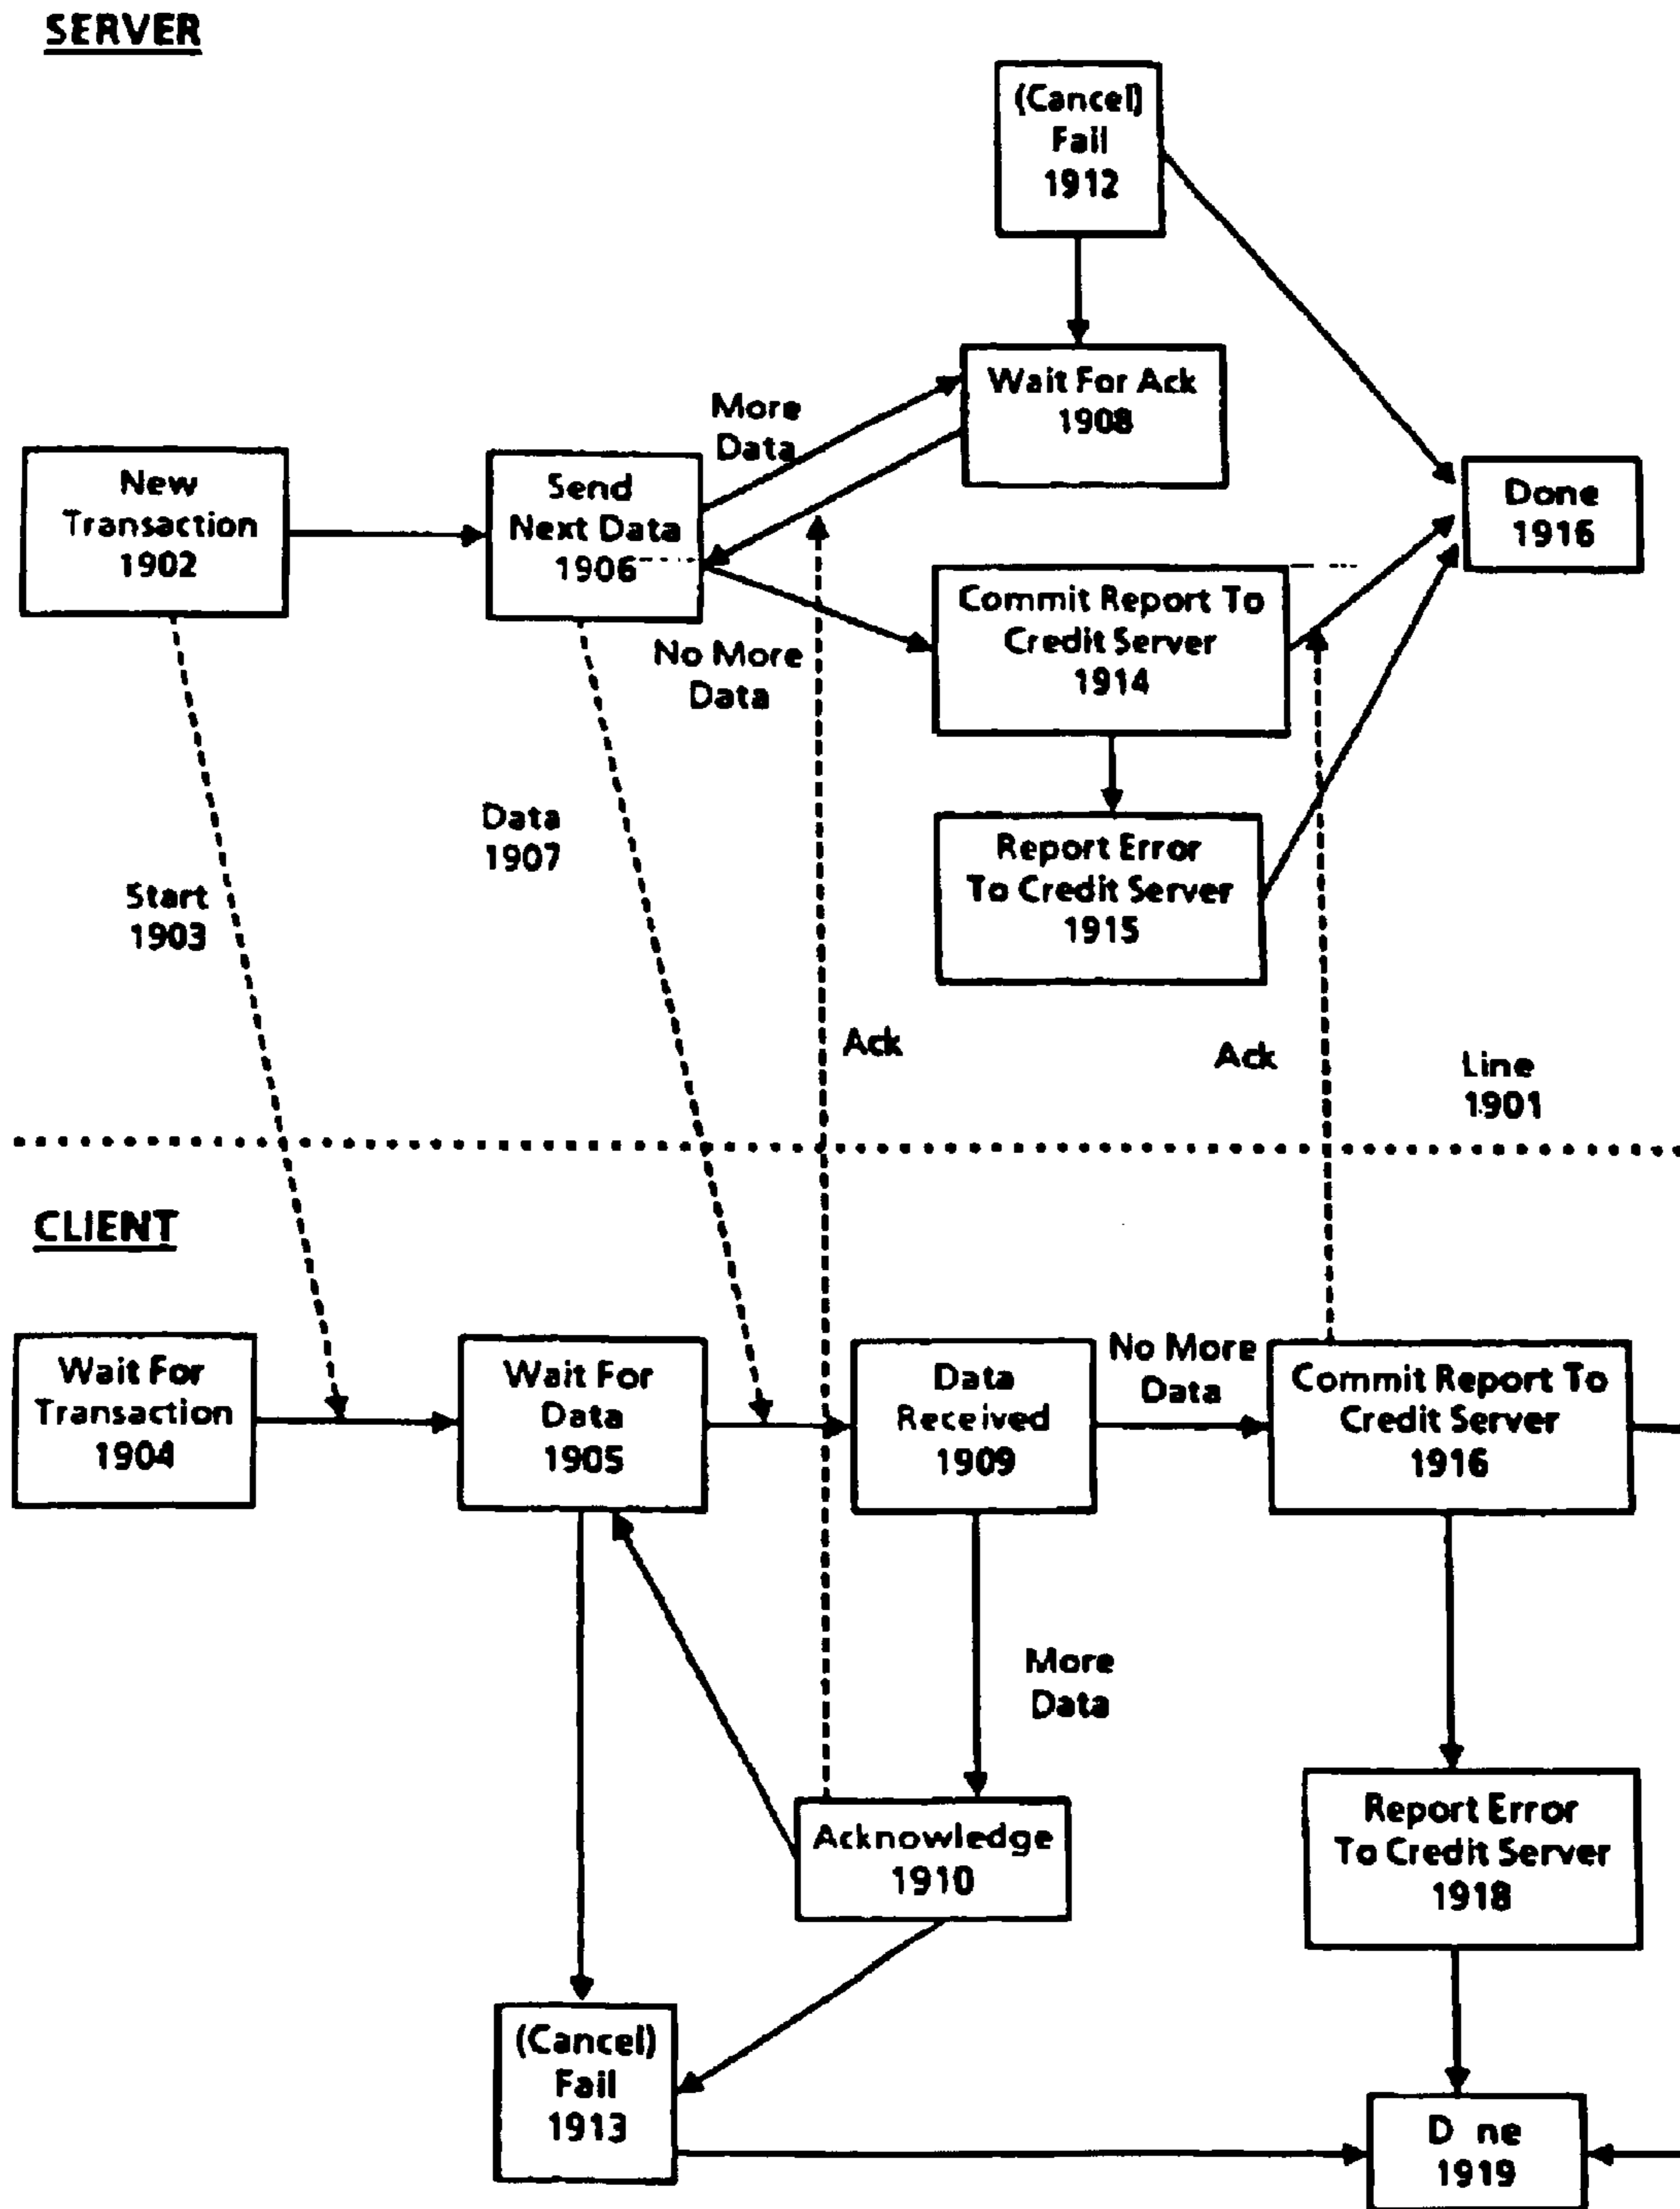 SERVER
(Cancel)
Fail
1912
Wait For Ack
1908
More
Data
New
Transaction
1902
Send
Next Data
1906
Done
1916
Commit Report To
Credit Server
1914
No More
Data
Report Error
To Credit Server
1915
Data
1907
Start
1903
Ack
Ack
Line
1901
CLIENT
Wait For
Transaction
1904
Wait For
Data
1905
Data
Received
1909
No More
Data
Commit Report To
Credit Server
1916
More
Data
Acknowledge
1910
Report Error
To Credit Server
1918
(Cancel)
Fail
1913
D ne
1919